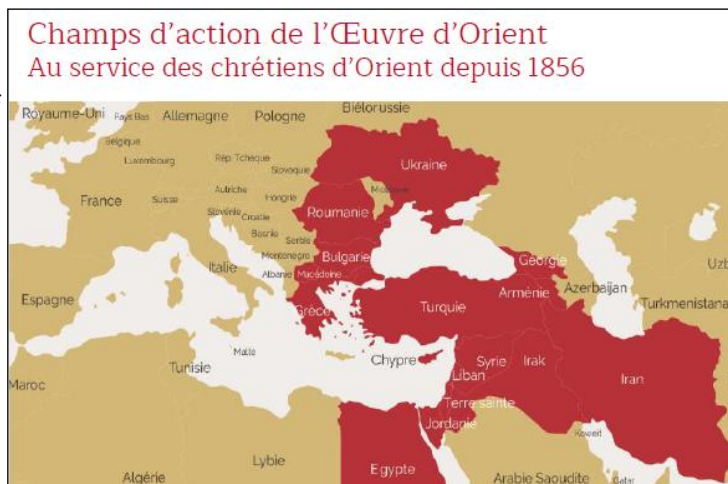 Champs d'action de l'Œuvre d'Orient
Au service des chrétiens d'Orient depuis 1856
Biélorussie
Royaume-Uni
Pays Bas
Allemagne
Pologne
Belgique
Luxembourg
Rép. Tchèque
Slovaquie
Ukraine
France
Suisse
Autriche
Hongrie
Slovénie
Croatie
Roumanie
Bosnie
Serbie
Italie
Monténégro
Bulgarie
Géorgie
Albanie
Macédoine
Espagne
Grèce
Turquie
Arménie
Azerbaijan
Turkmenistana
Uzb
Malte
Tunisie
Chypre
Syrie
Irak
Liban
Iran
Maroc
Terre sainte
Jordanie
Koweit
Algérie
Lybie
Egypte
Arabie Saoudite
Qatar